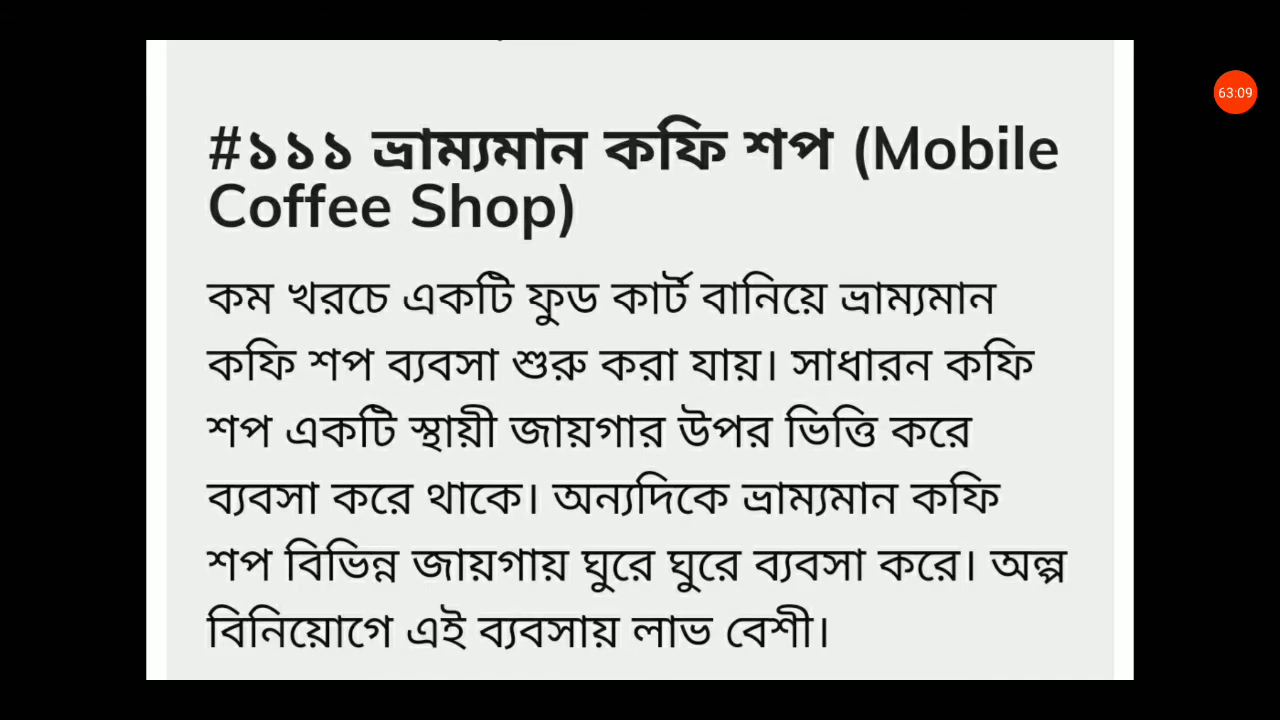 63:09
#১১১ ভ্রাম্যমান কফি শপ (Mobile
Coffee Shop)
কম খরচে একটি ফুড কার্ট বানিয়ে ভ্রাম্যমান
কফি শপ ব্যবসা শুরু করা যায়। সাধারন কফি
শপ একটি স্থায়ী জায়গার উপর ভিত্তি করে
ব্যবসা করে থাকে। অন্যদিকে ভ্রাম্যমান কফি
শপ বিভিন্ন জায়গায় ঘুরে ঘুরে ব্যবসা করে। অল্প
বিনিয়োগে এই ব্যবসায় লাভ বেশী।